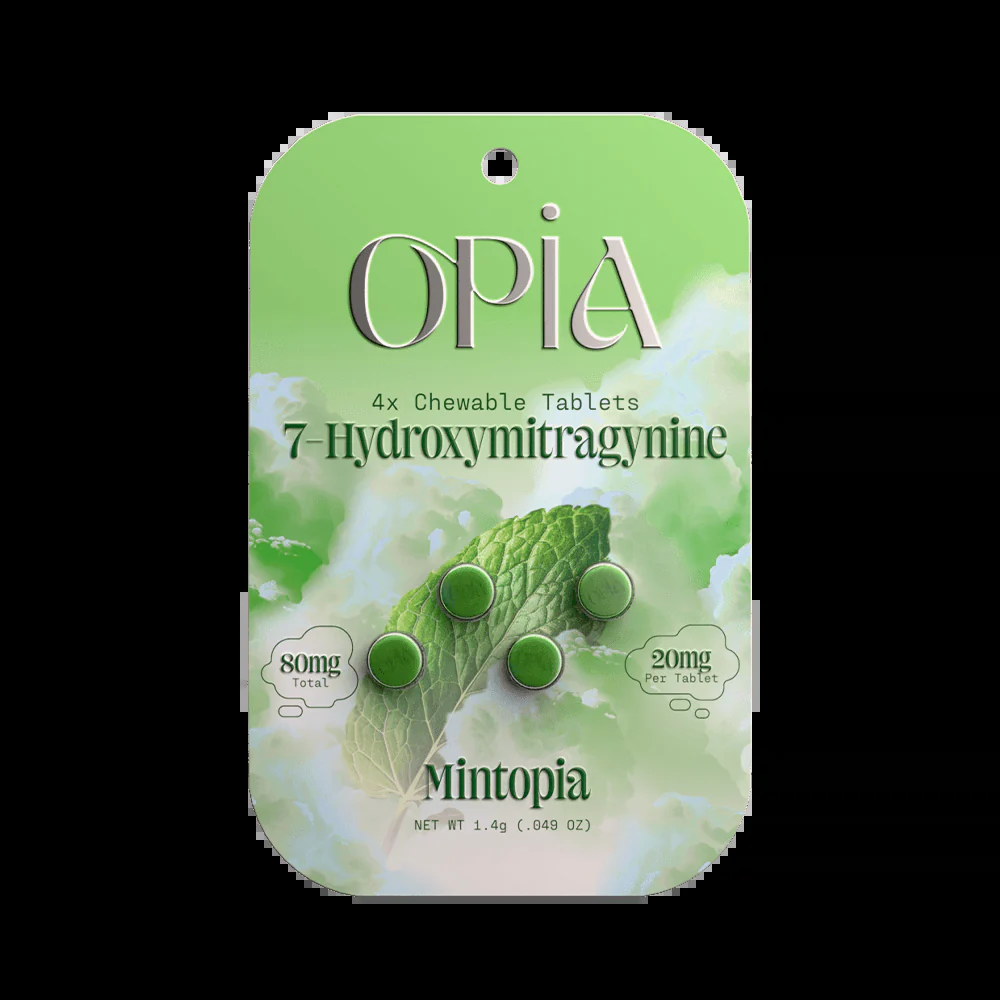 OPiA
4x Chewable Tablets
7-Hydroxymitragynine
80mg
Total
20mg
Per Tablet
Mintopia
NET WT 1.4g (.049 OZ)